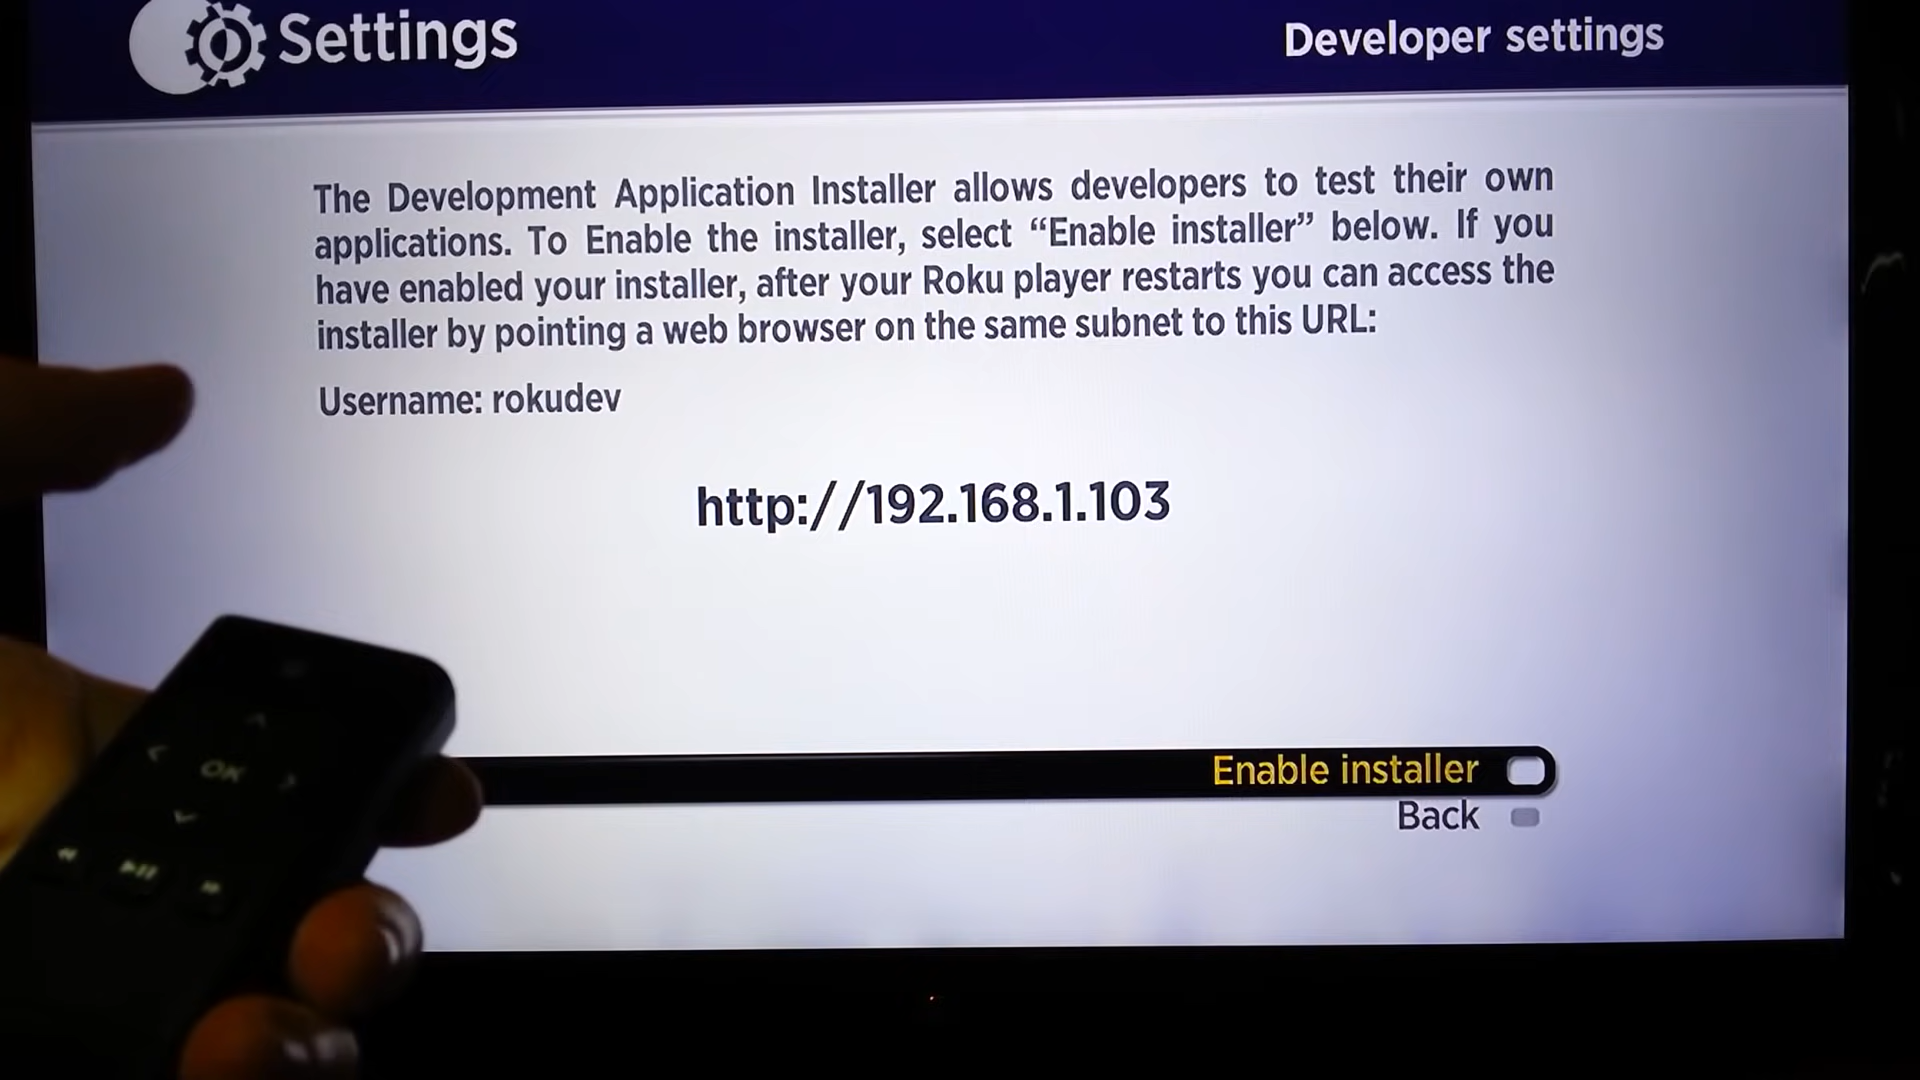 Settings
Developer settings
The Development Application Installer allows developers to test their own
applications. To Enable the installer, select “Enable installer” below. If you
have enabled your installer, after your Roku player restarts you can access the
installer by pointing a web browser on the same subnet to this URL:
Username: rokudev
http://192.168.1.103
Enable installer
Back
OK